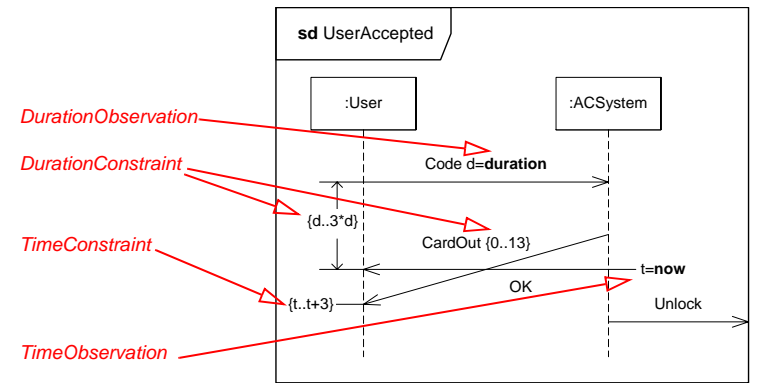 sd UserAccepted
:User
:ACSystem
DurationObservation
DurationConstraint
Code d=duration
{d..3*d}
TimeConstraint
CardOut {0..13}
t=now
OK
{t..t+3}
Unlock
TimeObservation